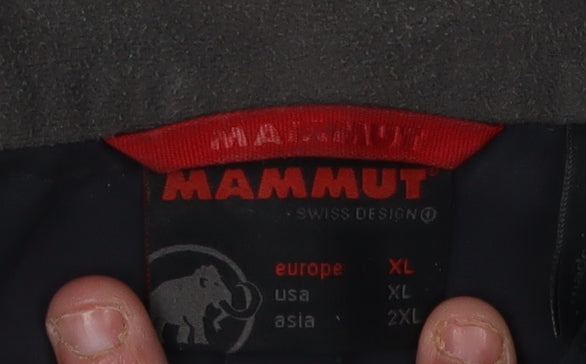 MAMMUT
MAMMUT®
SWISS DESIGN
europe XL
usa XL
asia 2XL